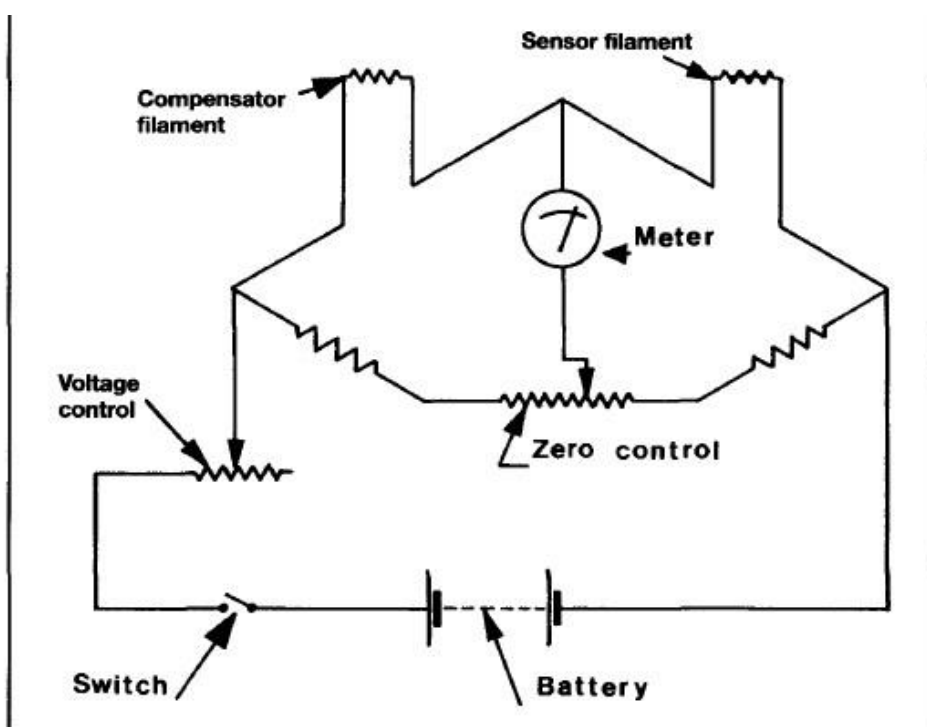 Sensor filament
Compensator
filament
Meter
Voltage
control
Zero control
Switch
Battery